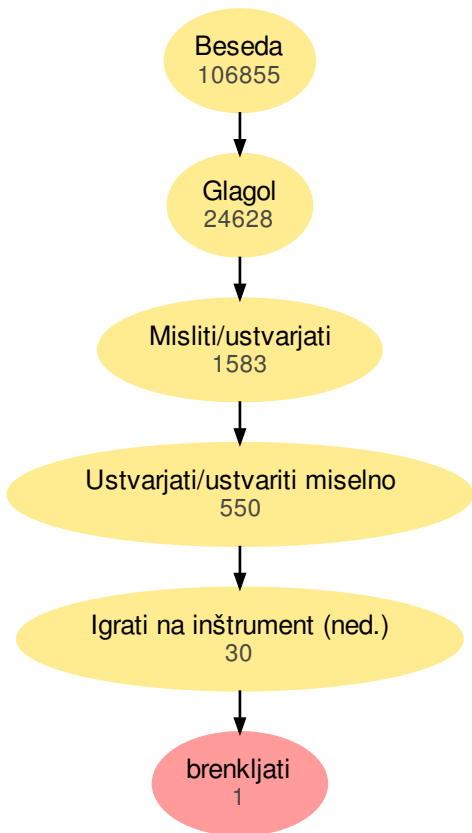 Beseda
106855
Glagol
24628
Misliti/ustvarjati
1583
Ustvarjati/ustvariti miselno
550
Igrati na inštrument (ned.)
30
brenkljati
1